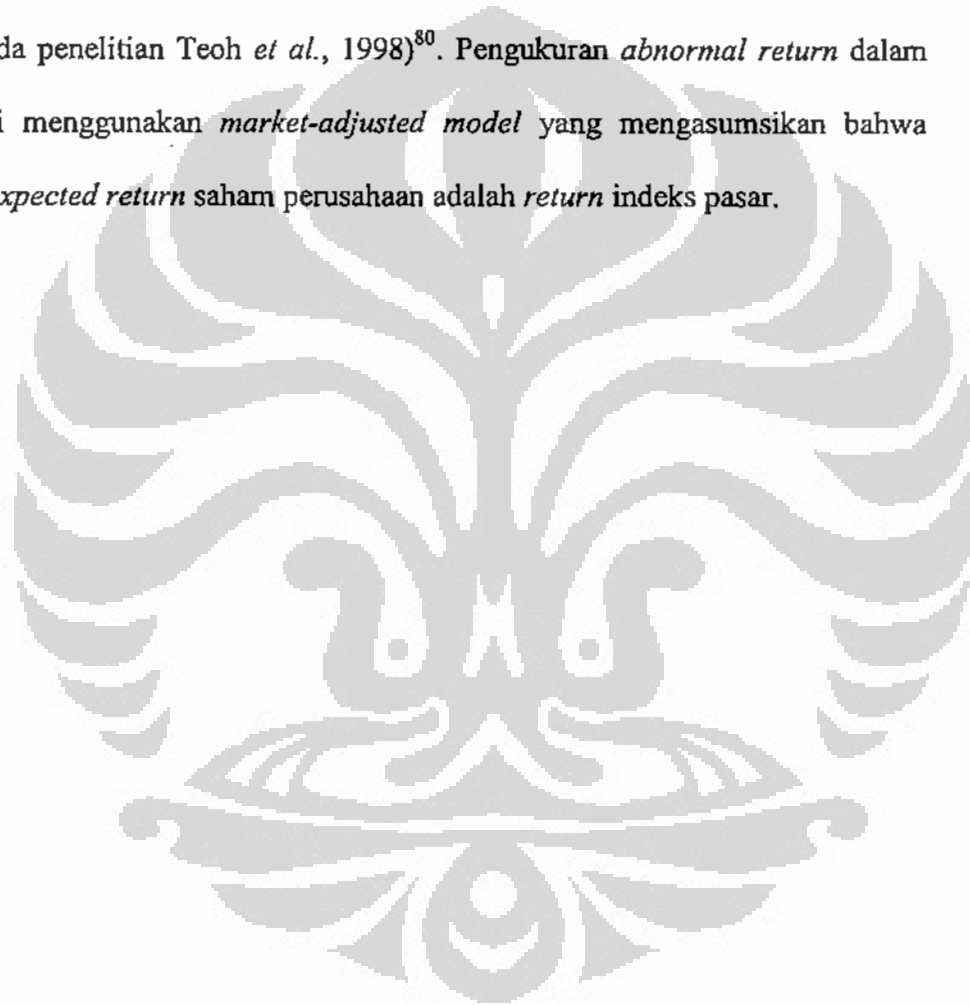 da penelitian Teoh et al., 1998)⁸⁰. Pengukuran abnormal return dalam
i menggunakan market-adjusted model yang mengasumsikan bahwa
xpected return saham perusahaan adalah return indeks pasar.